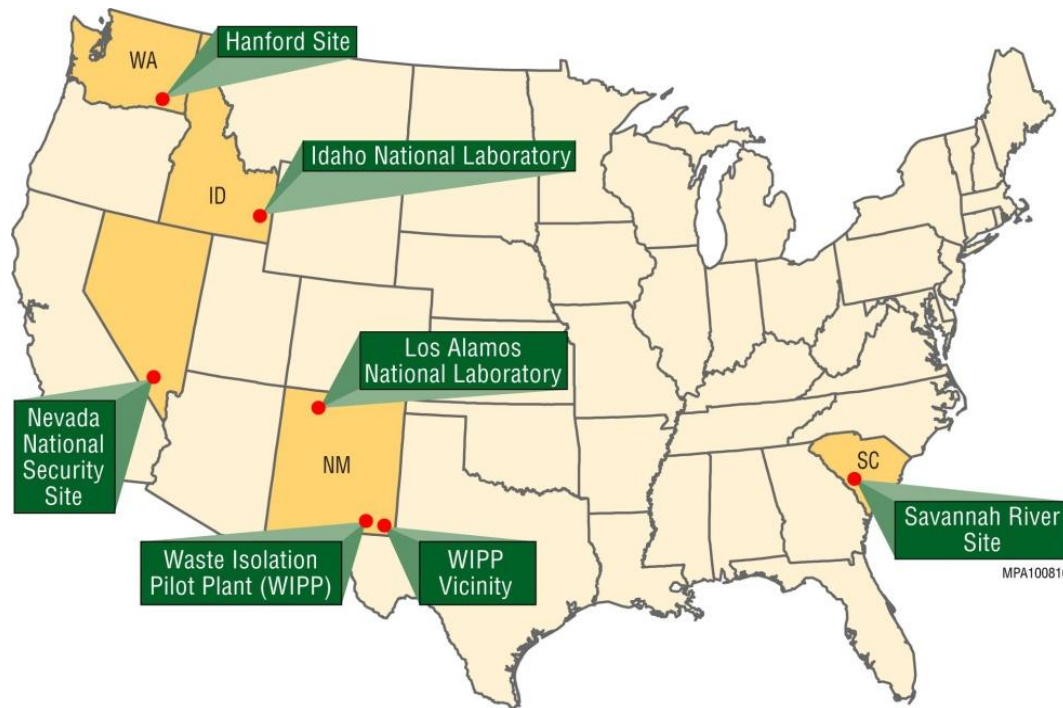 WA
Hanford Site
Idaho National Laboratory
ID
Los Alamos
National Laboratory
Nevada
National
Security
Site
NM
SC
Waste Isolation
Pilot Plant (WIPP)
WIPP
Vicinity
Savannah River
Site
MPA100810